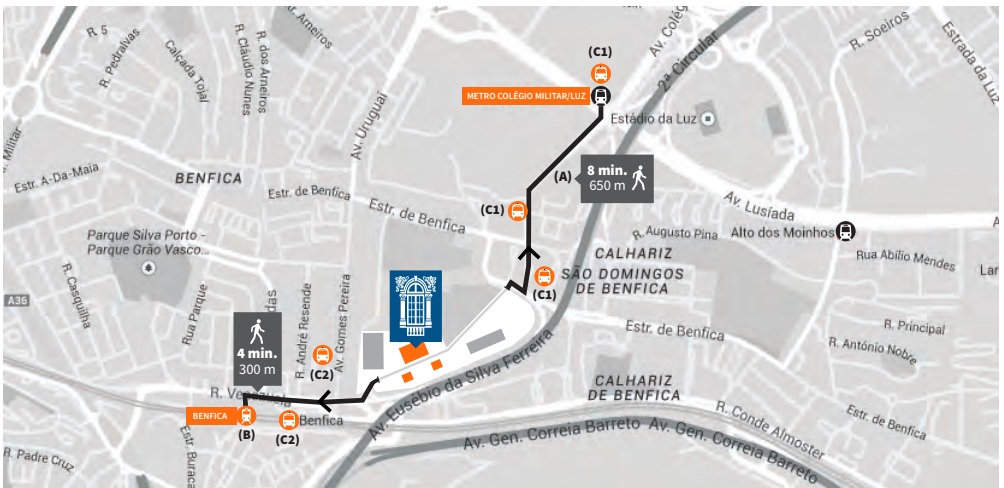 R. 5
R. Pedralvas
Calçada Tojal
R. Cláudio Nunes
R. dos Arneiros
Arneiros
Av. Uruguai
(C1)
METRO COLÉGIO MILITAR/LUZ
Av. Colég
2ª Circular
R. Soeiros
Estrada da Luz
Estádio da Luz
Militar
Estr. A-Da-Maia
BENFICA
Estr. de Benfica
Estr. de Benfica
(A)
8 min.
650 m
(C1)
Av. Lusíada
R. Augusto Pina
Alto dos Moinhos
Rua Abílio Mendes
Lar
Parque Silva Porto -
Parque Grão Vasco...
CALHARIZ
SÃO DOMINGOS
DE BENFICA
(C1)
R. Casquilha
A36
Rua Parque
das
R. André Resende
Av. Gomes Pereira
4 min.
300 m
(C2)
Estr. de Benfica
R. Principal
R. António Nobre
Av. Eusébio da Silva Ferreira
CALHARIZ
DE BENFICA
R. Venezuela
BENFICA
(B)
(C2)
Benfica
R. Conde Almoster
Estr. de Benfica
Av. Gen. Correia Barreto
Av. Gen. Correia Barreto
Estr. Buraca
R. Padre Cruz